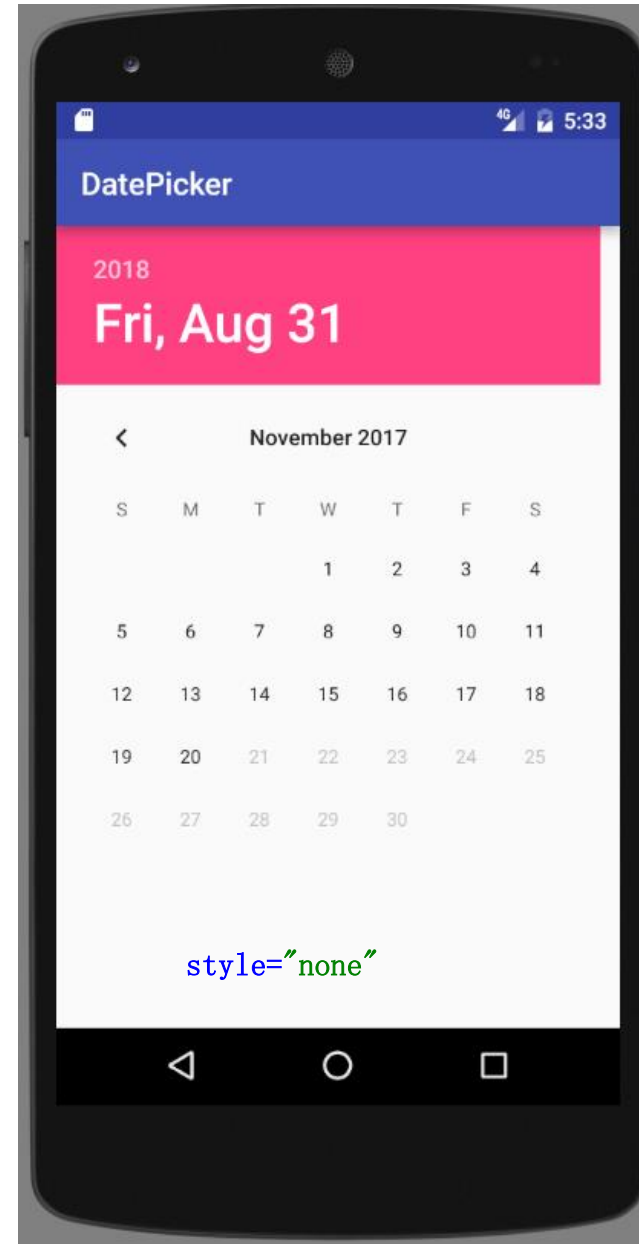 4G 5:33
DatePicker
2018
Fri, Aug 31
November 2017
S M T W T F S
1 2 3 4
5 6 7 8 9 10 11
12 13 14 15 16 17 18
19 20 21 22 23 24 25
26 27 28 29 30
style="none"